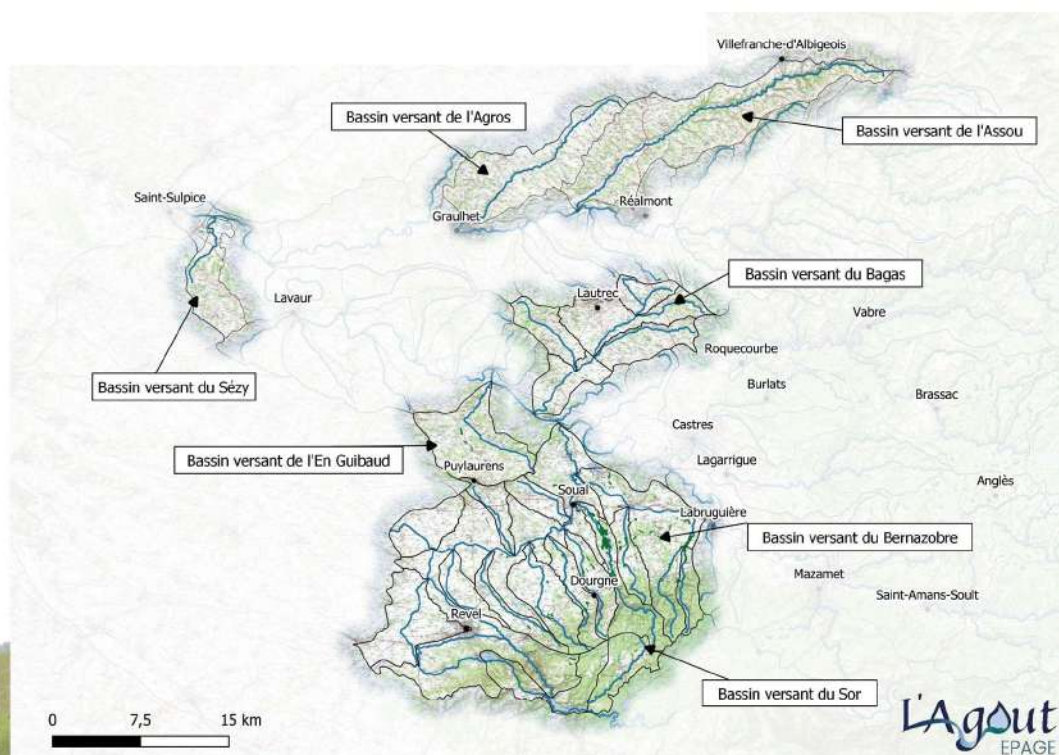 Villefranche-d'Albigeois
Bassin versant de l'Agros
Bassin versant de l'Assou
Saint-Sulpice
Graulhet
Réalmont
Bassin versant du Bagas
Lautrec
Lavaur
Vabre
Roquecourbe
Bassin versant du Sézy
Burlats
Brassac
Castres
Bassin versant de l'En Guibaud
Lagarrigue
Puylaurens
Anglès
Soual
Labruguière
Bassin versant du Bernazobre
Mazamet
Dourgne
Saint-Amans-Soult
Revel
Bassin versant du Sor
0 7,5 15 km
L'Agout
EPAGE